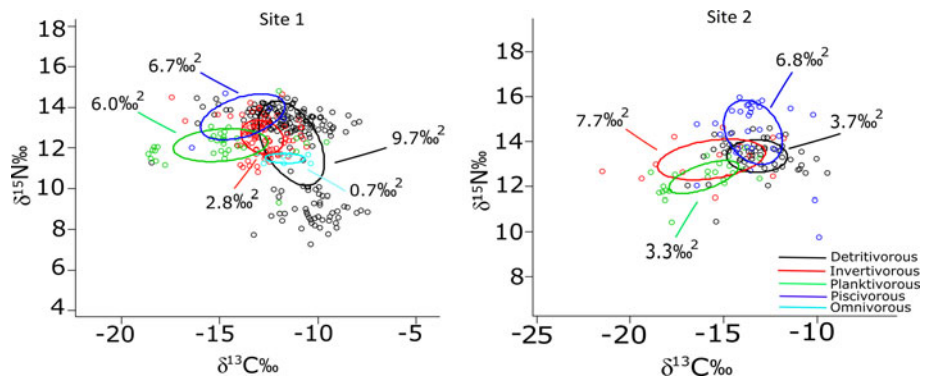 Site 1
18
16
14
12
10
8
6
4
δ¹⁵N‰
-20
-15
-10
-5
δ¹³C‰
6.7‰²
6.0‰²
9.7‰²
0.7‰²
2.8‰²
Site 2
18
16
14
12
10
8
δ¹⁵N‰
-25
-20
-15
-10
δ¹³C‰
6.8‰²
7.7‰²
3.7‰²
3.3‰²
Detritivorous
Invertivorous
Planktivorous
Piscivorous
Omnivorous